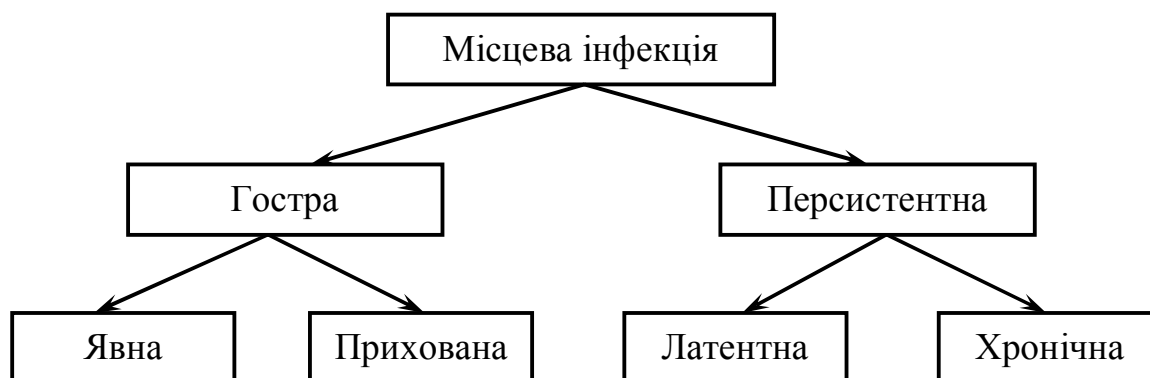 Місцева інфекція
Гостра
Персистентна
Явна
Прихована
Латентна
Хронічна